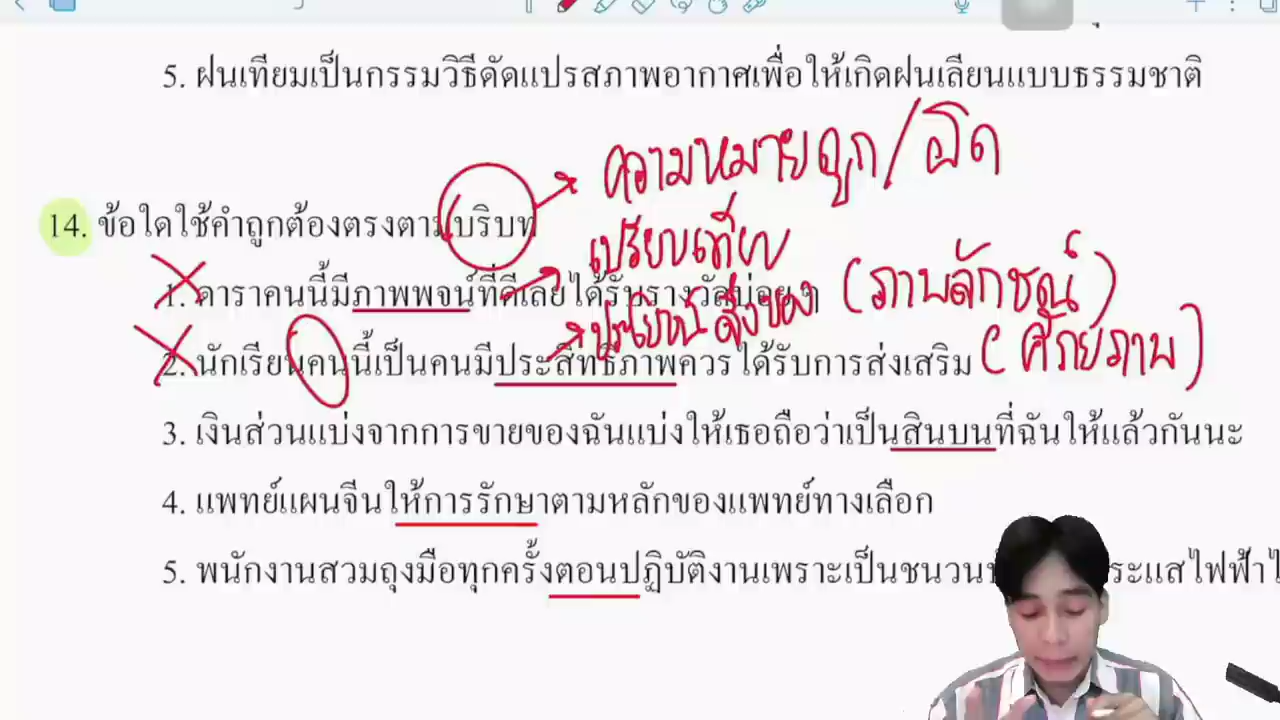 5. ฝนเทียมเป็นกรรมวิธีดัดแปรสภาพอากาศเพื่อให้เกิดฝนเลียนแบบธรรมชาติ
ความหมายถูก/ผิด
14. ข้อใดใช้คำถูกต้องตรงตามบริบท
เปรียบเทียบ
1. ดาราคนนี้มีภาพพจน์ที่ดีเลยได้รับรางวัลบ่อย ๆ (ภาพลักษณ์)
ประโยชน์ สิ่งของ
2. นักเรียนคนนี้เป็นคนมีประสิทธิภาพควรได้รับการส่งเสริม (ศักยภาพ)
3. เงินส่วนแบ่งจากการขายของฉันแบ่งให้เธอถือว่าเป็นสินบนที่ฉันให้แล้วกันนะ
4. แพทย์แผนจีนให้การรักษาตามหลักของแพทย์ทางเลือก
5. พนักงานสวมถุงมือทุกครั้งตอนปฏิบัติงานเพราะเป็นชนวน ระแสไฟฟ้า